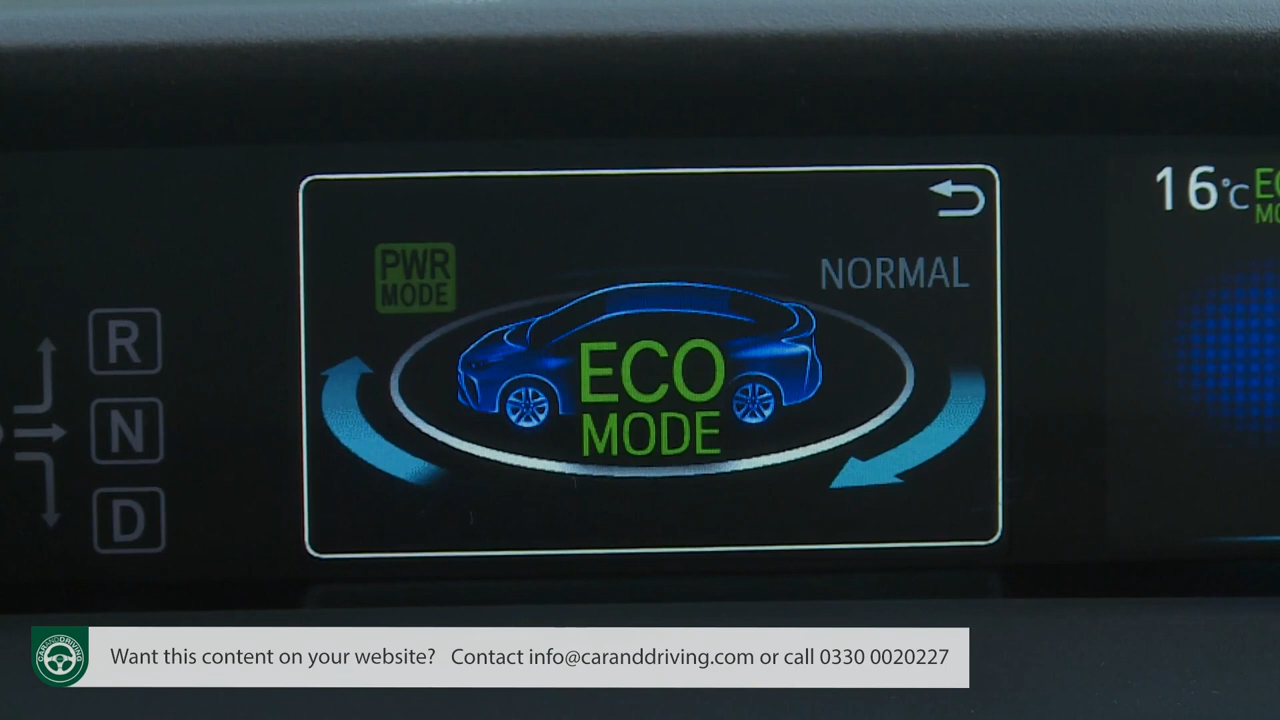 16°C
PWR
MODE
NORMAL
R
N
D
ECO
MODE
CARANDDRIVING
Want this content on your website? Contact info@caranddriving.com or call 0330 0020227